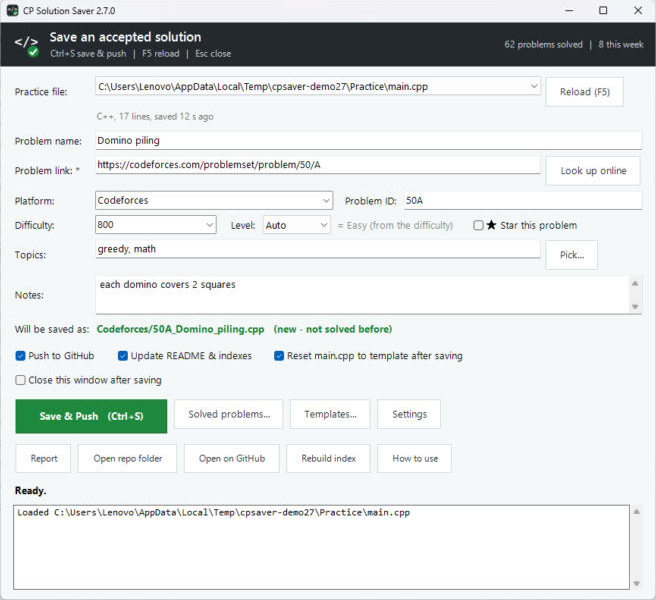 CP Solution Saver 2.7.0
Save an accepted solution
Ctrl+S save & push | F5 reload | Esc close
62 problems solved | 8 this week
Practice file: C:\Users\Lenovo\AppData\Local\Temp\cpsaver-demo27\Practice\main.cpp Reload (F5)
C++, 17 lines, saved 12 s ago
Problem name: Domino piling
Problem link: * https://codeforces.com/problemset/problem/50/A Look up online
Platform: Codeforces Problem ID: 50A
Difficulty: 800 Level: Auto = Easy (from the difficulty) ★ Star this problem
Topics: greedy, math Pick...
Notes: each domino covers 2 squares
Will be saved as: Codeforces/50A_Domino_piling.cpp (new - not solved before)
Push to GitHub Update README & indexes Reset main.cpp to template after saving
Close this window after saving
Save & Push (Ctrl+S) Solved problems... Templates... Settings
Report Open repo folder Open on GitHub Rebuild index How to use
Ready.
Loaded C:\Users\Lenovo\AppData\Local\Temp\cpsaver-demo27\Practice\main.cpp